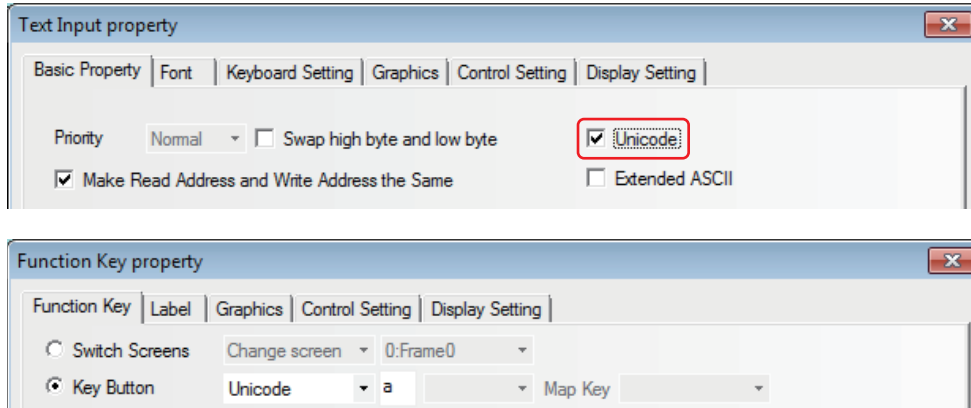 Text Input property
Basic Property Font Keyboard Setting Graphics Control Setting Display Setting
Priority Normal Swap high byte and low byte Unicode
Make Read Address and Write Address the Same Extended ASCII
Function Key property
Function Key Label Graphics Control Setting Display Setting
Switch Screens Change screen 0:Frame0
Key Button Unicode a Map Key